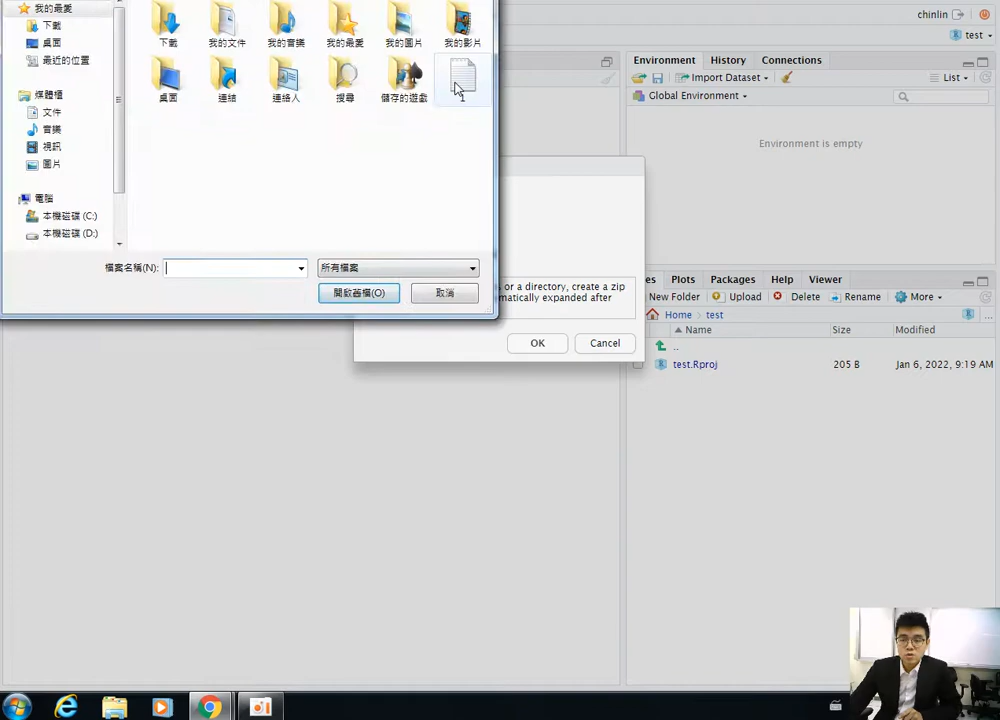 我的最愛
下載
桌面
最近的位置
媒體櫃
文件
音樂
視訊
圖片
電腦
本機磁碟 (C:)
本機磁碟 (D:)
下載
我的文件
我的音樂
我的最愛
我的圖片
我的影片
桌面
連結
連絡人
搜尋
儲存的遊戲
1
檔案名稱(N):
所有檔案
開啟舊檔(O)
取消
s or a directory, create a zip
matically expanded after
OK
Cancel
chinlin
test
Environment
History
Connections
Import Dataset
List
Global Environment
Environment is empty
es
Plots
Packages
Help
Viewer
New Folder
Upload
Delete
Rename
More
Home
test
...
Name
Size
Modified
..
test.Rproj
205 B
Jan 6, 2022, 9:19 AM